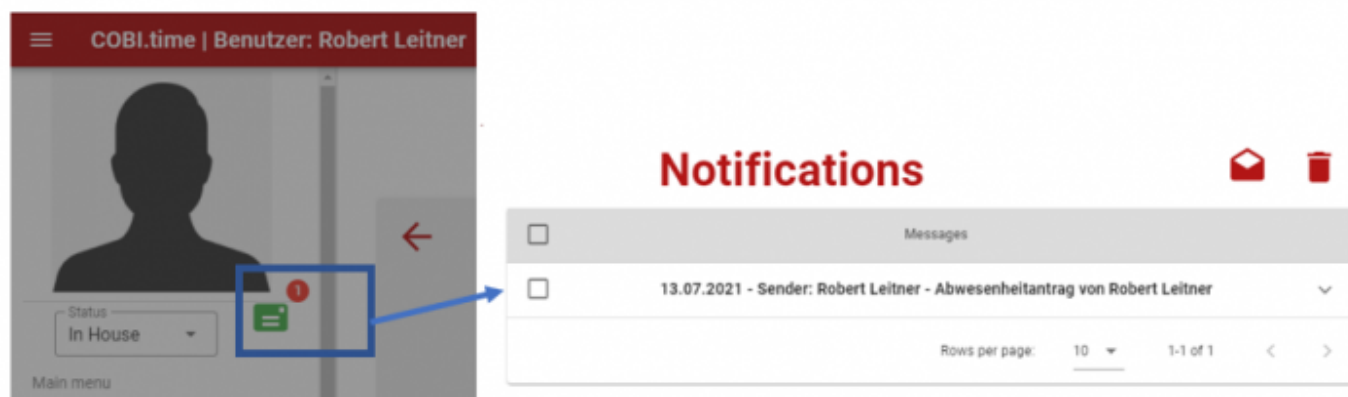 COBI.time | Benutzer: Robert Leitner
1
Status
In House
Main menu
Notifications
Messages
13.07.2021 - Sender: Robert Leitner - Abwesenheitantrag von Robert Leitner
Rows per page: 10 1-1 of 1